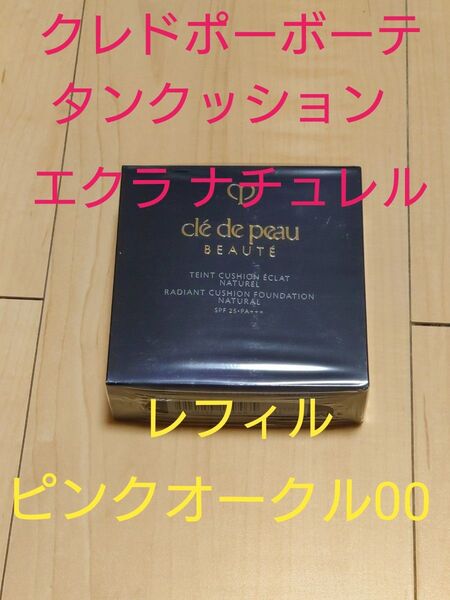 クレドポーボーテ
タンクッション
エクラ ナチュレル
clé de peau
BEAUTÉ
TEINT CUSHION ÉCLAT
NATUREL
RADIANT CUSHION FOUNDATION
NATURAL
SPF 25・PA+++
レフィル
ピンクオークル00